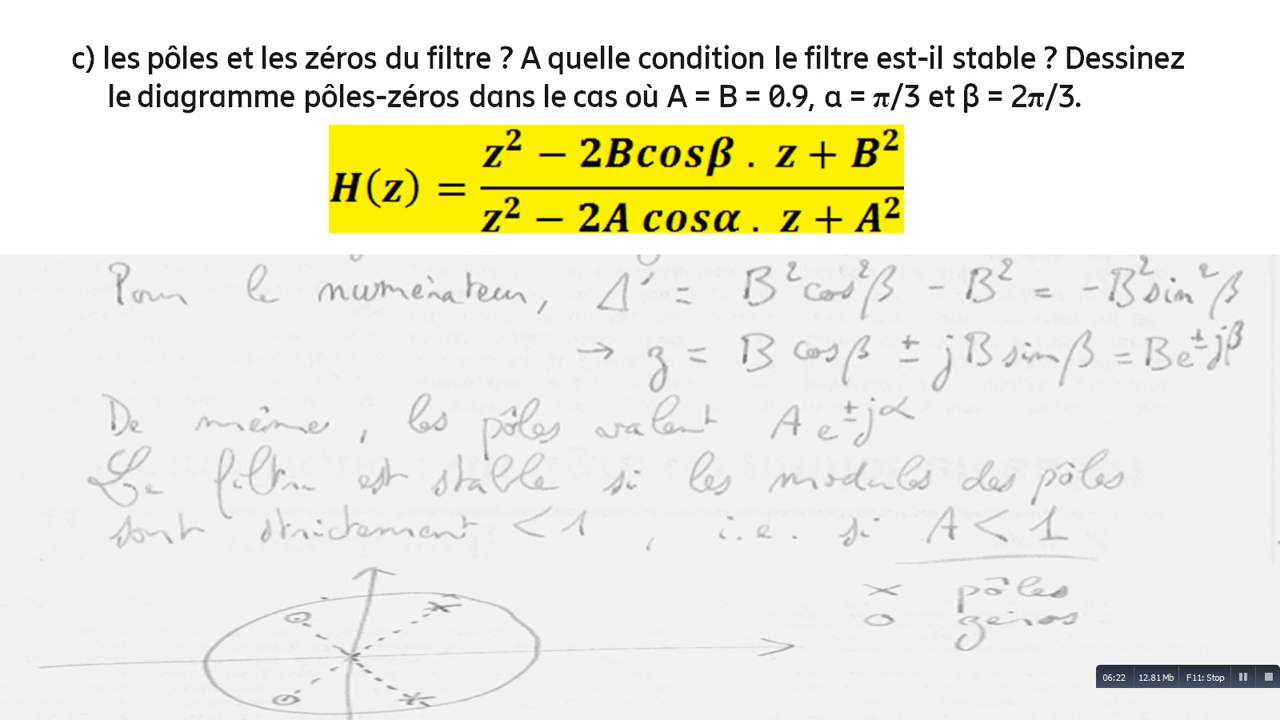 c) les pôles et les zéros du filtre ? A quelle condition le filtre est-il stable ? Dessinez
le diagramme pôles-zéros dans le cas où A = B = 0.9, α = π/3 et β = 2π/3.
H(z) = (z² − 2Bcosβ . z + B²) / (z² − 2A cosα . z + A²)
Pour le numérateur, Δ' = B²cos²β - B² = -B²sin²β
→ z = B cosβ ± jB sinβ = Be^±jβ
De même, les pôles valent A e^±jα
Le filtre est stable si les modules des pôles
sont strictement < 1, i.e. si A < 1
× pôles
o zéros
06:22 12.81 Mb F11: Stop